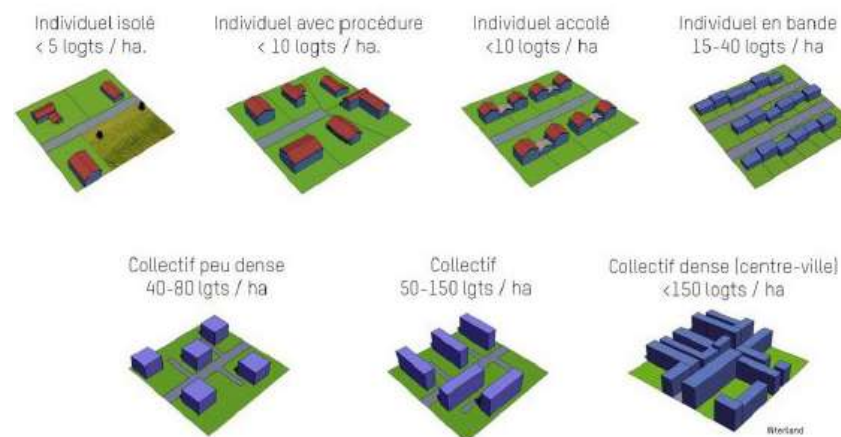 Individuel isolé
< 5 logts / ha.
Individuel avec procédure
< 10 logts / ha.
Individuel accolé
<10 logts / ha
Individuel en bande
15-40 logts / ha
Collectif peu dense
40-80 lgts / ha
Collectif
50-150 lgts / ha
Collectif dense (centre-ville)
<150 logts / ha
Interland